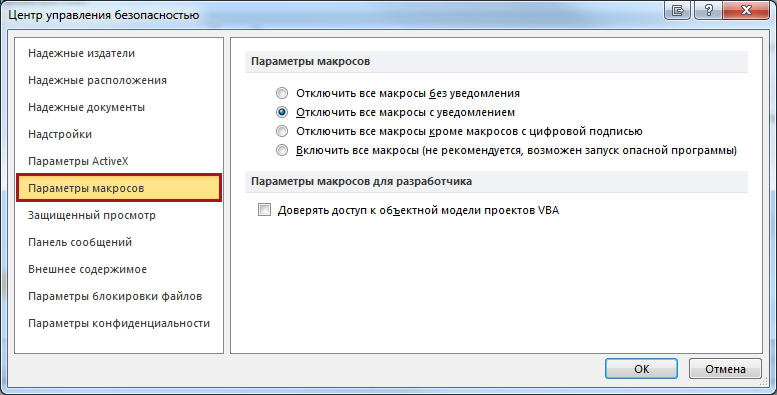 Центр управления безопасностью
Надежные издатели
Надежные расположения
Надежные документы
Надстройки
Параметры ActiveX
Параметры макросов
Защищенный просмотр
Панель сообщений
Внешнее содержимое
Параметры блокировки файлов
Параметры конфиденциальности
Параметры макросов
Отключить все макросы без уведомления
Отключить все макросы с уведомлением
Отключить все макросы кроме макросов с цифровой подписью
Включить все макросы (не рекомендуется, возможен запуск опасной программы)
Параметры макросов для разработчика
Доверять доступ к объектной модели проектов VBA
ОК
Отмена